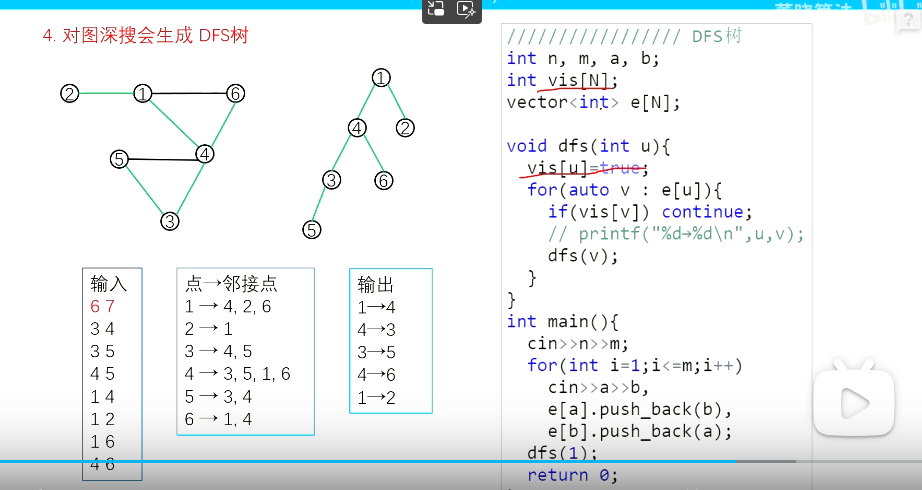 4. 对图深搜会生成 DFS树
2
1
6
5
4
3
1
4
2
3
6
5
输入
6 7
3 4
3 5
4 5
1 4
1 2
1 6
4 6
点→邻接点
1 → 4, 2, 6
2 → 1
3 → 4, 5
4 → 3, 5, 1, 6
5 → 3, 4
6 → 1, 4
输出
1→4
4→3
3→5
4→6
1→2
///////////////// DFS树
int n, m, a, b;
int vis[N];
vector<int> e[N];
void dfs(int u){
vis[u]=true;
for(auto v : e[u]){
if(vis[v]) continue;
// printf("%d→%d\n",u,v);
dfs(v);
}
}
int main(){
cin>>n>>m;
for(int i=1;i<=m;i++)
cin>>a>>b,
e[a].push_back(b),
e[b].push_back(a);
dfs(1);
return 0;
?